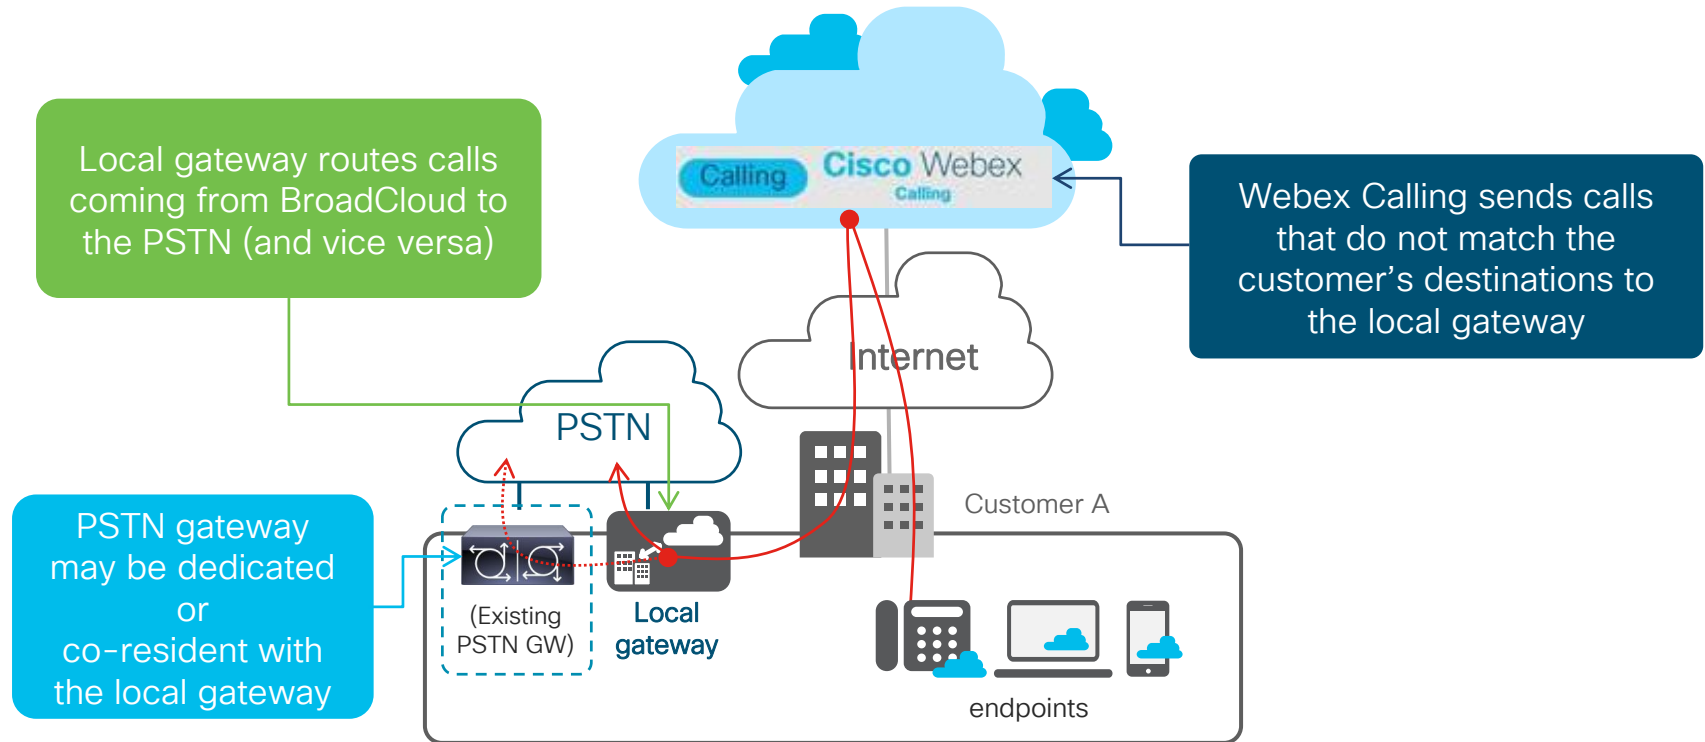 Local gateway routes calls
coming from BroadCloud to
the PSTN (and vice versa)
Calling
Cisco Webex
Calling
Webex Calling sends calls
that do not match the
customer’s destinations to
the local gateway
Internet
PSTN
Customer A
PSTN gateway
may be dedicated
or
co-resident with
the local gateway
(Existing
PSTN GW)
Local
gateway
endpoints